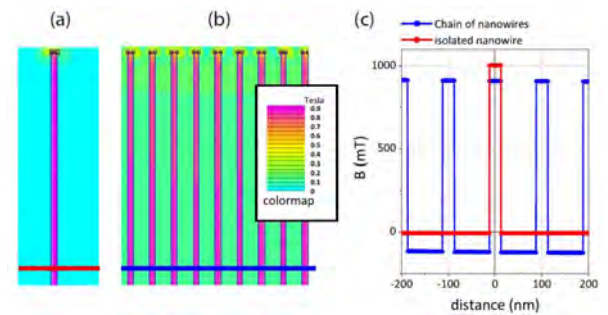 (a)
(b)
(c)
Chain of nanowires
isolated nanowire
Tesla
0.9
0.8
0.7
0.6
0.5
0.4
0.3
0.2
0.1
0
colormap
1000
500
0
B (mT)
-200
-100
0
100
200
distance (nm)